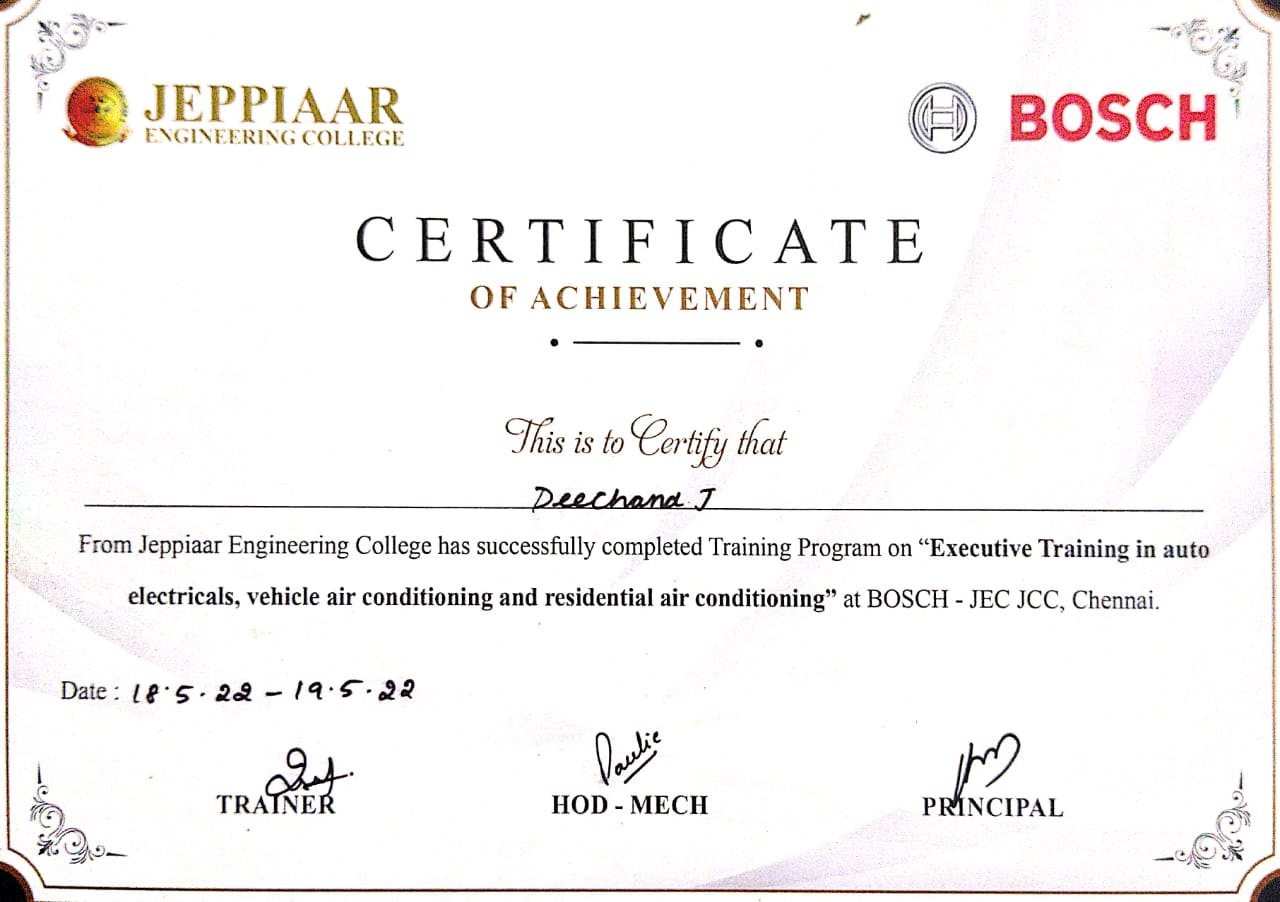 JEPPIAAR
ENGINEERING COLLEGE
BOSCH
CERTIFICATE
OF ACHIEVEMENT
This is to Certify that
Deechand J
From Jeppiaar Engineering College has successfully completed Training Program on “Executive Training in auto
electricals, vehicle air conditioning and residential air conditioning” at BOSCH - JEC JCC, Chennai.
Date : 18.5.22 – 19.5.22
TRAINER
HOD - MECH
PRINCIPAL